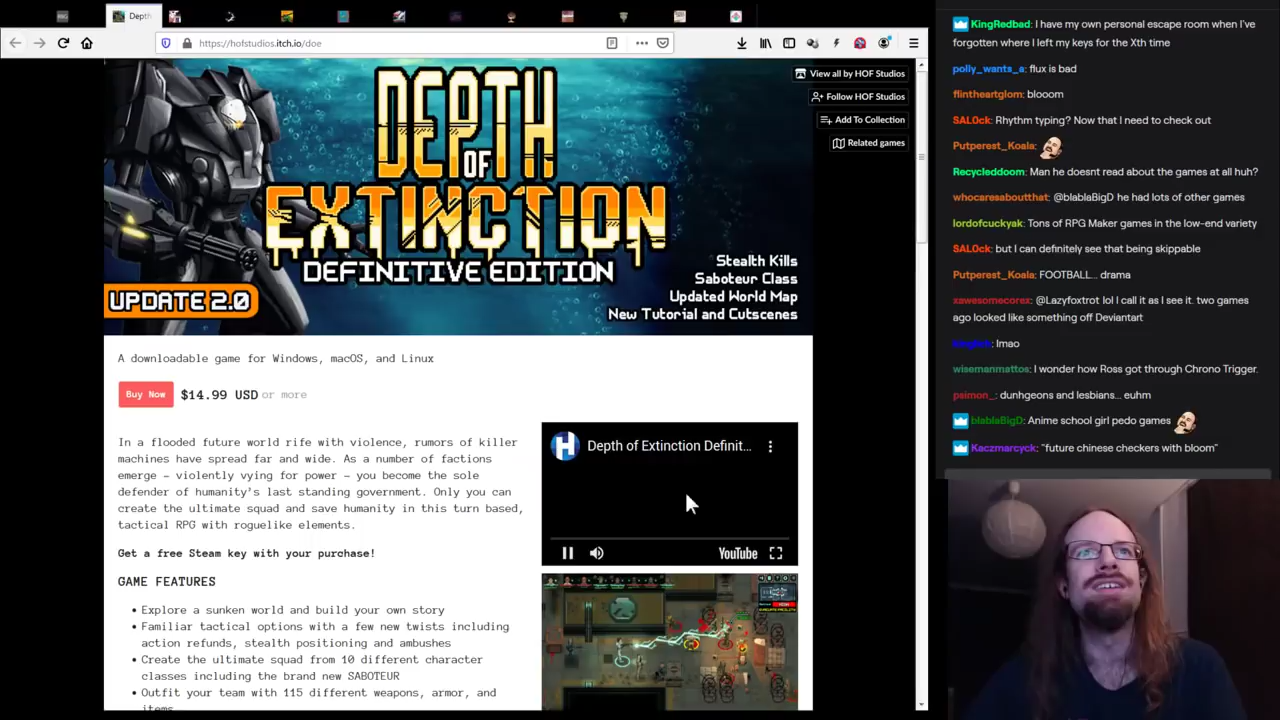 Depth
https://hofstudios.itch.io/doe
DEPTH
OF
EXTINCTION
DEFINITIVE EDITION
UPDATE 2.0
Stealth Kills
Saboteur Class
Updated World Map
New Tutorial and Cutscenes
View all by HOF Studios
Follow HOF Studios
Add To Collection
Related games
A downloadable game for Windows, macOS, and Linux
Buy Now $14.99 USD or more
In a flooded future world rife with violence, rumors of killer
machines have spread far and wide. As a number of factions
emerge – violently vying for power – you become the sole
defender of humanity's last standing government. Only you can
create the ultimate squad and save humanity in this turn based,
tactical RPG with roguelike elements.
Get a free Steam key with your purchase!
GAME FEATURES
• Explore a sunken world and build your own story
• Familiar tactical options with a few new twists including
action refunds, stealth positioning and ambushes
• Create the ultimate squad from 10 different character
classes including the brand new SABOTEUR
• Outfit your team with 115 different weapons, armor, and
items
Depth of Extinction Definit...
YouTube
KingRedbad: I have my own personal escape room when I've
forgotten where I left my keys for the Xth time
polly_wants_a: flux is bad
flintheartglom: blooom
SAL0ck: Rhythm typing? Now that I need to check out
Putperest_Koala:
Recycleddoom: Man he doesnt read about the games at all huh?
whocaresaboutthat: @blablaBigD he had lots of other games
lordofcuckyak: Tons of RPG Maker games in the low-end variety
SAL0ck: but I can definitely see that being skippable
Putperest_Koala: FOOTBALL... drama
xawesomecorex: @Lazyfoxtrot lol I call it as I see it. two games
ago looked like something off Deviantart
: lmao
wisemanmattos: I wonder how Ross got through Chrono Trigger.
psimon_: dunhgeons and lesbians... euhm
blablaBigD: Anime school girl pedo games
Kaczmarcyck: "future chinese checkers with bloom"